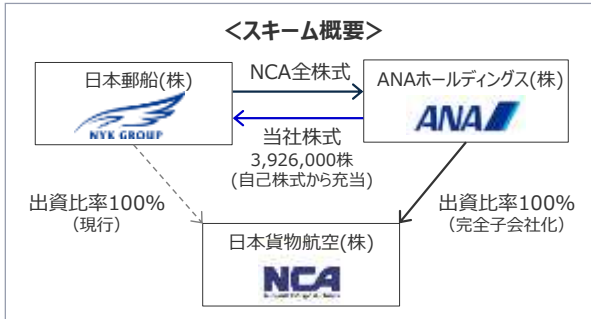 <スキーム概要>
日本郵船(株)
NYK GROUP
NCA全株式
ANAホールディングス(株)
ANA
当社株式
3,926,000株
(自己株式から充当)
出資比率100%
(現行)
出資比率100%
(完全子会社化)
日本貨物航空(株)
NCA